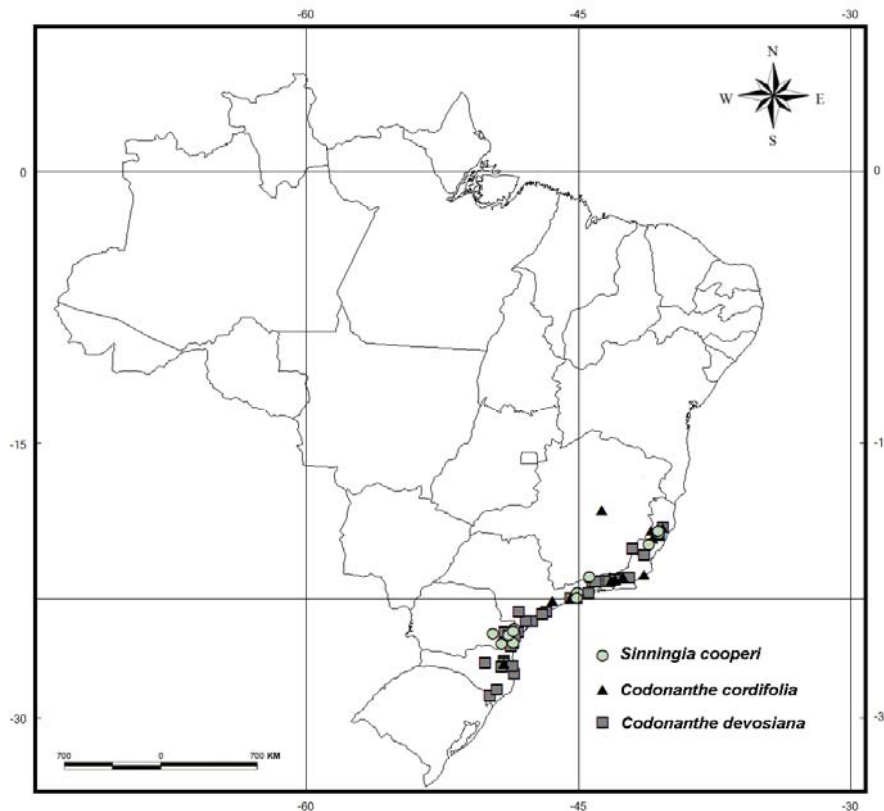 -60 -45 -30
N
W E
S
0 0
-15 -1
Sinningia cooperi
Codonanthe cordifolia
Codonanthe devosiana
-30 -3
700 0 700 KM
-60 -45 -30